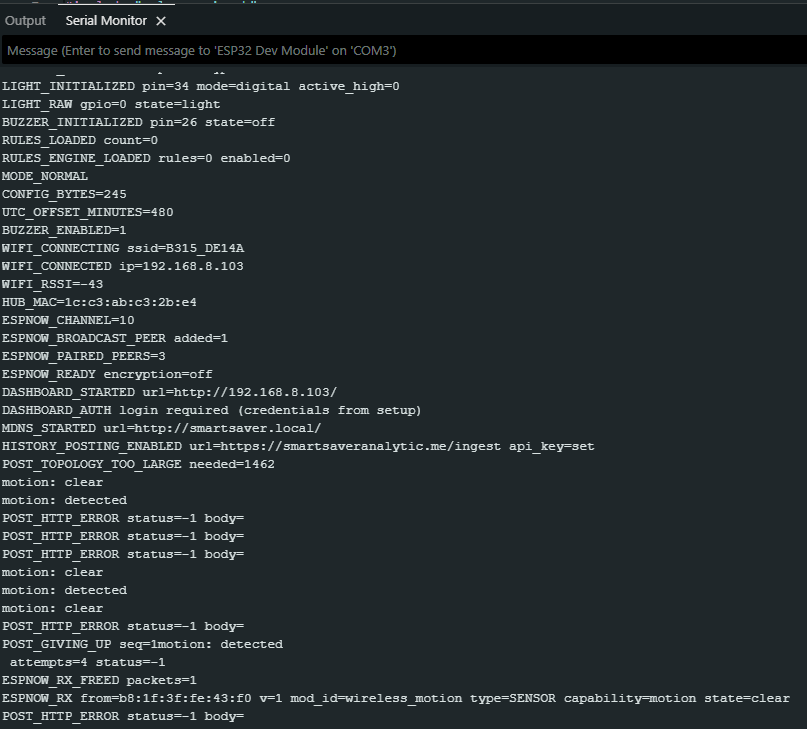 Output Serial Monitor
Message (Enter to send message to 'ESP32 Dev Module' on 'COM3')
LIGHT_INITIALIZED pin=34 mode=digital active_high=0
LIGHT_RAW gpio=0 state=light
BUZZER_INITIALIZED pin=26 state=off
RULES_LOADED count=0
RULES_ENGINE_LOADED rules=0 enabled=0
MODE_NORMAL
CONFIG_BYTES=245
UTC_OFFSET_MINUTES=480
BUZZER_ENABLED=1
WIFI_CONNECTING ssid=B315_DE14A
WIFI_CONNECTED ip=192.168.8.103
WIFI_RSSI=-43
HUB_MAC=1c:c3:ab:c3:2b:e4
ESPNOW_CHANNEL=10
ESPNOW_BROADCAST_PEER added=1
ESPNOW_PAIRED_PEERS=3
ESPNOW_READY encryption=off
DASHBOARD_STARTED url=http://192.168.8.103/
DASHBOARD_AUTH login required (credentials from setup)
MDNS_STARTED url=http://smartsaver.local/
HISTORY_POSTING_ENABLED url=https://smartsaveranalytic.me/ingest api_key=set
POST_TOPOLOGY_TOO_LARGE needed=1462
motion: clear
motion: detected
POST_HTTP_ERROR status=-1 body=
POST_HTTP_ERROR status=-1 body=
POST_HTTP_ERROR status=-1 body=
motion: clear
motion: detected
motion: clear
POST_HTTP_ERROR status=-1 body=
POST_GIVING_UP seq=1motion: detected
attempts=4 status=-1
ESPNOW_RX_FREED packets=1
ESPNOW_RX from=b8:1f:3f:fe:43:f0 v=1 mod_id=wireless_motion type=SENSOR capability=motion state=clear
POST_HTTP_ERROR status=-1 body=